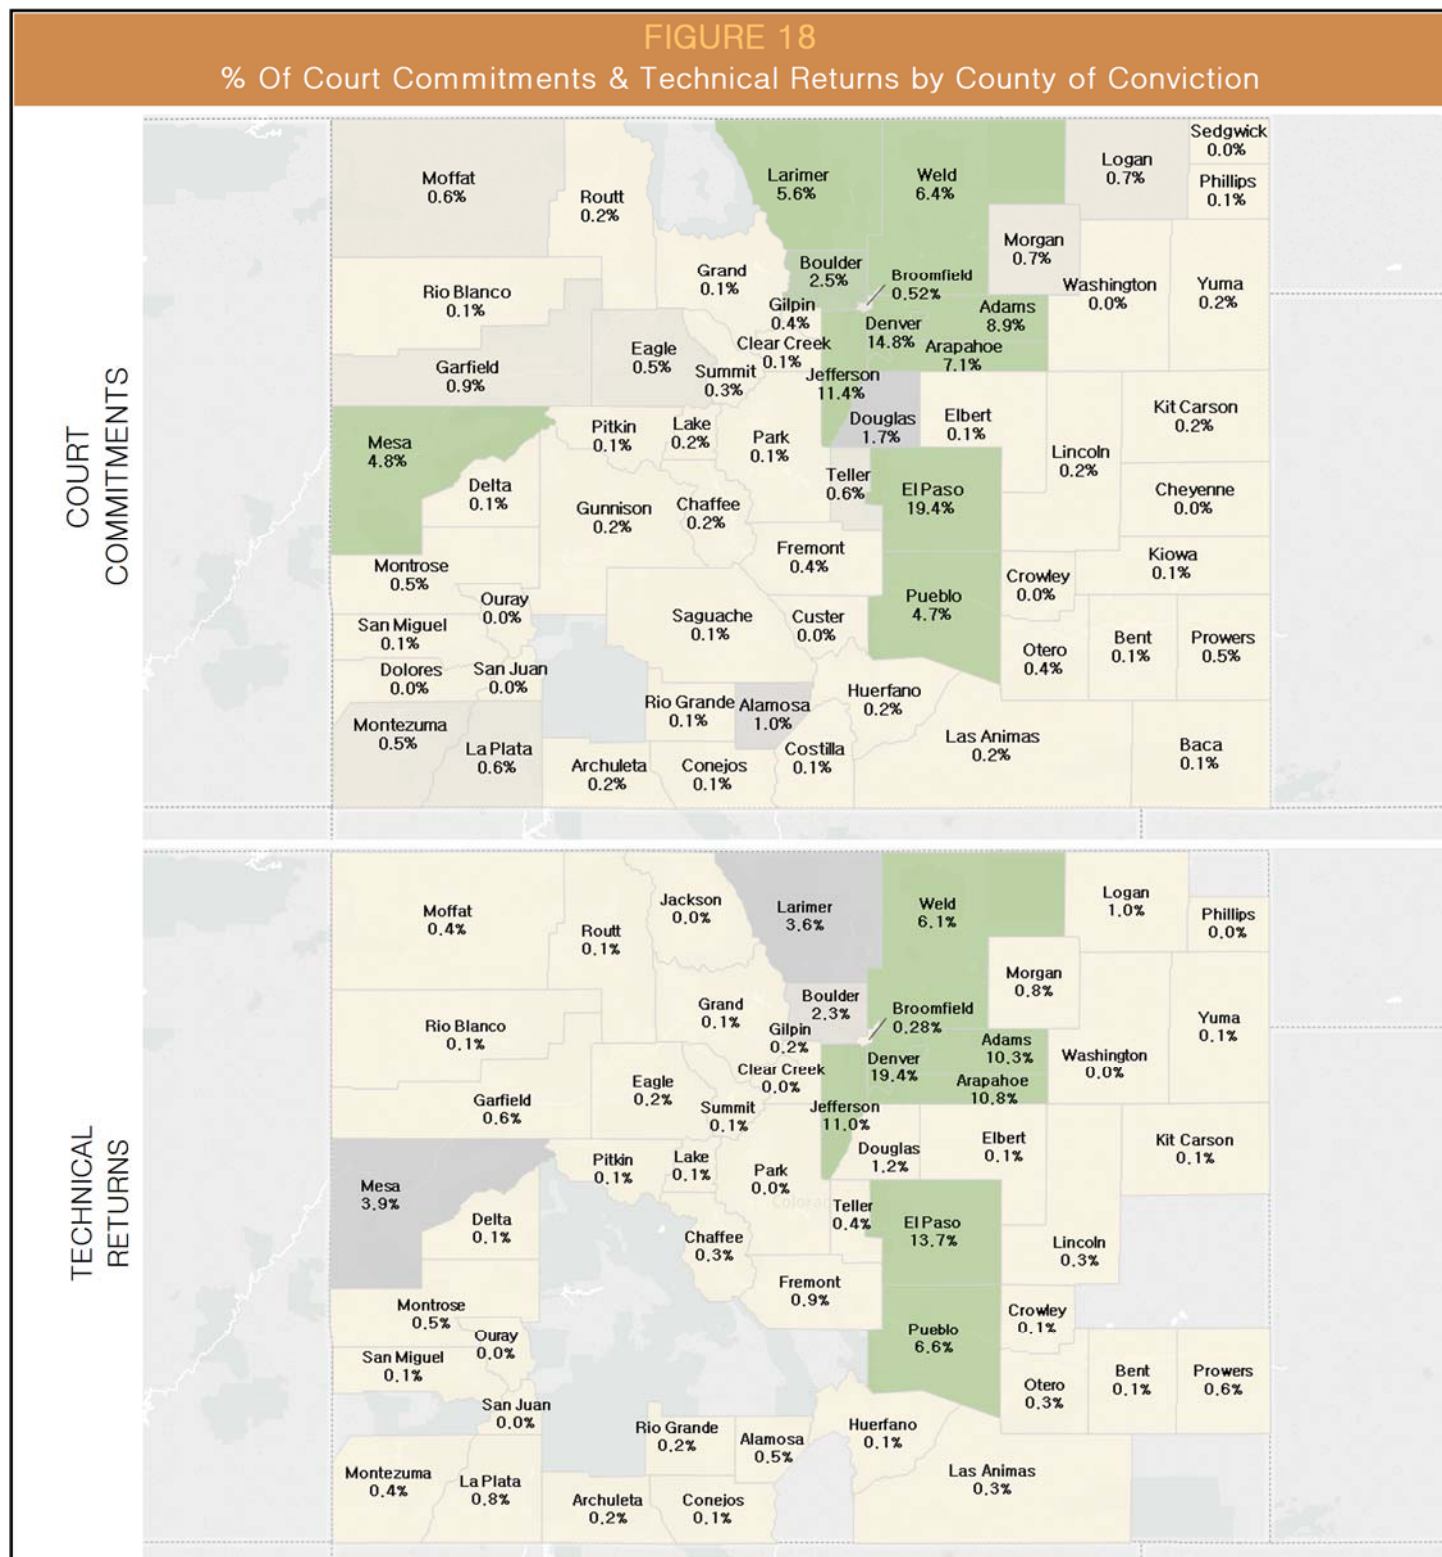 FIGURE 18
% Of Court Commitments & Technical Returns by County of Conviction
COURT
COMMITMENTS
Moffat
0.6%
Routt
0.2%
Larimer
5.6%
Weld
6.4%
Logan
0.7%
Sedgwick
0.0%
Phillips
0.1%
Rio Blanco
0.1%
Grand
0.1%
Boulder
2.5%
Broomfield
0.52%
Morgan
0.7%
Washington
0.0%
Yuma
0.2%
Gilpin
0.4%
Adams
8.9%
Denver
14.8%
Clear Creek
0.1%
Arapahoe
7.1%
Garfield
0.9%
Eagle
0.5%
Summit
0.3%
Jefferson
11.4%
Douglas
1.7%
Elbert
0.1%
Kit Carson
0.2%
Mesa
4.8%
Pitkin
0.1%
Lake
0.2%
Park
0.1%
Lincoln
0.2%
Delta
0.1%
Gunnison
0.2%
Chaffee
0.2%
Teller
0.6%
El Paso
19.4%
Cheyenne
0.0%
Montrose
0.5%
Fremont
0.4%
Kiowa
0.1%
Ouray
0.0%
Crowley
0.0%
San Miguel
0.1%
Saguache
0.1%
Custer
0.0%
Pueblo
4.7%
Otero
0.4%
Bent
0.1%
Prowers
0.5%
Dolores
0.0%
San Juan
0.0%
Rio Grande
0.1%
Alamosa
1.0%
Huerfano
0.2%
Montezuma
0.5%
La Plata
0.6%
Archuleta
0.2%
Conejos
0.1%
Costilla
0.1%
Las Animas
0.2%
Baca
0.1%
TECHNICAL
RETURNS
Moffat
0.4%
Routt
0.1%
Jackson
0.0%
Larimer
3.6%
Weld
6.1%
Logan
1.0%
Phillips
0.0%
Rio Blanco
0.1%
Grand
0.1%
Boulder
2.3%
Broomfield
0.28%
Morgan
0.8%
Yuma
0.1%
Gilpin
0.2%
Adams
10.3%
Washington
0.0%
Clear Creek
0.0%
Denver
19.4%
Arapahoe
10.8%
Garfield
0.6%
Eagle
0.2%
Summit
0.1%
Jefferson
11.0%
Douglas
1.2%
Elbert
0.1%
Kit Carson
0.1%
Mesa
3.9%
Pitkin
0.1%
Lake
0.1%
Park
0.0%
Delta
0.1%
Chaffee
0.3%
Teller
0.4%
El Paso
13.7%
Lincoln
0.3%
Montrose
0.5%
Fremont
0.9%
Ouray
0.0%
Pueblo
6.6%
Crowley
0.1%
San Miguel
0.1%
Otero
0.3%
Bent
0.1%
Prowers
0.6%
San Juan
0.0%
Rio Grande
0.2%
Alamosa
0.5%
Huerfano
0.1%
Montezuma
0.4%
La Plata
0.8%
Archuleta
0.2%
Conejos
0.1%
Las Animas
0.3%